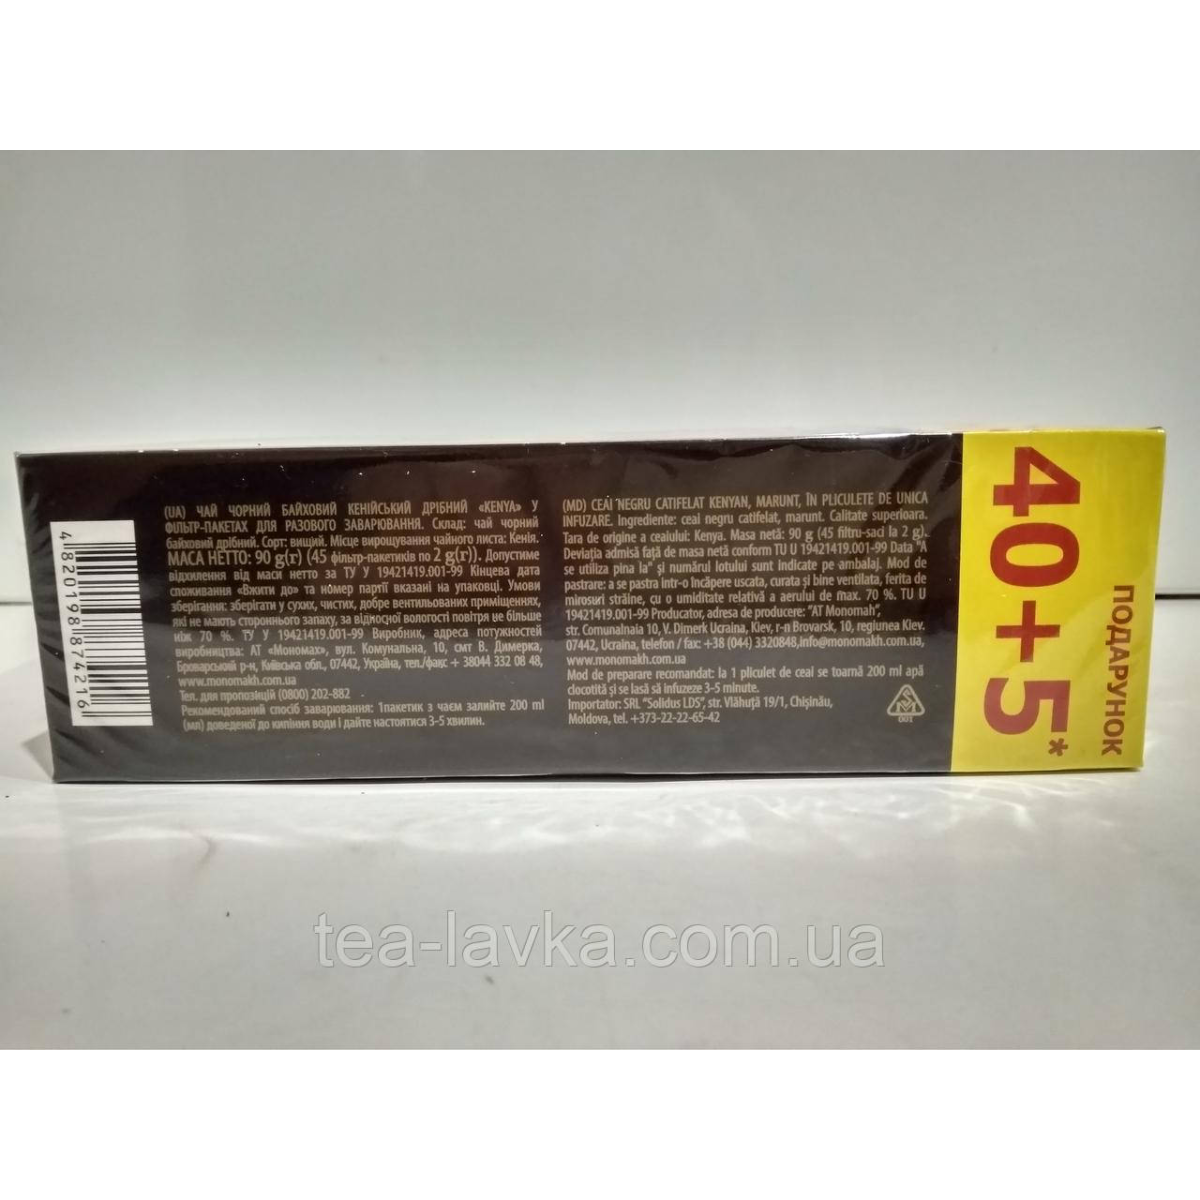 4820198874216
(UA) ЧАЙ ЧОРНИЙ БАЙХОВИЙ КЕНІЙСЬКИЙ ДРІБНИЙ «KENYA» У
ФІЛЬТР-ПАКЕТАХ ДЛЯ РАЗОВОГО ЗАВАРЮВАННЯ. Склад: чай чорний
байховий дрібний. Сорт: вищий. Місце вирощування чайного листа: Кенія.
МАСА НЕТТО: 90 g(г) (45 фільтр-пакетиків по 2 g(г)). Допустиме
відхилення від маси нетто за ТУ У 19421419.001-99 Кінцева дата
споживання «Вжити до» та номер партії вказані на упаковці. Умови
зберігання: зберігати у сухих, чистих, добре вентильованих приміщеннях,
які не мають стороннього запаху, за відносної вологості повітря не більше
ніж 70 %. ТУ У 19421419.001-99 Виробник, адреса потужностей
виробництва: АТ «Мономах», вул. Комунальна, 10, смт В. Димерка,
Броварський р-н, Київська обл., 07442, Україна, тел./факс + 38044 332 08 48,
www.monomakh.com.ua
Тел. для пропозицій (0800) 202-882
Рекомендований спосіб заварювання: 1пакетик з чаєм залийте 200 ml
(мл) доведеної до кипіння води і дайте настоятися 3-5 хвилин.
(MD) CEAI NEGRU CATIFELAT KENYAN, MARUNT, ÎN PLICULETE DE UNICA
INFUZARE. Ingrediente: ceai negru catifelat, marunt. Calitate superioara.
Tara de origine a ceaiului: Kenya. Masa netă: 90 g (45 filtru-sad la 2 g).
Deviația admisă față de masa netă conform TU U 19421419.001-99 Data "A
se utiliza pina la" și numărul lotului sunt indicate pe ambalaj. Mod de
pastrare: a se pastra într-o încăpere uscata, curata și bine ventilata, ferita de
mirosuri străine, cu o umiditate relativă a aerului de max. 70 %. TU U
19421419.001-99 Producator, adresa de producere: "AT Monomah",
str. Comunalnaia 10, V. Dimerk Ucraina, Kiev, r-n Brovarsk, 10, regiunea Kiev.
07442, Ucraina, telefon / fax: +38 (044) 3320848,info@monomakh.com.ua,
www.monomakh.com.ua
Mod de preparare recomandat: la 1 pliculet de ceai se toarnă 200 ml apă
clocotită și se lasă să infuzeze 3-5 minute.
Importator: SRL "Solidus LDS", str. Vlăhuță 19/1, Chișinău,
Moldova, tel. +373-22-22-65-42
003
40+5*
ПОДАРУНОК
tea-lavka.com.ua